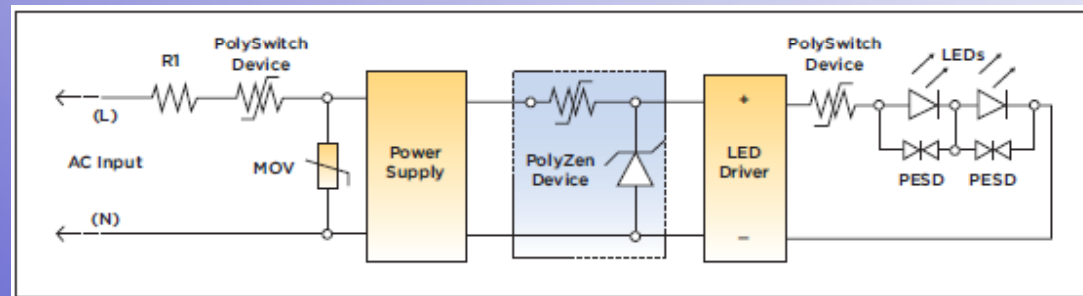 R1
PolySwitch
Device
(L)
AC Input
(N)
MOV
Power
Supply
PolyZen
Device
+
LED
Driver
–
PolySwitch
Device
LEDs
PESD
PESD